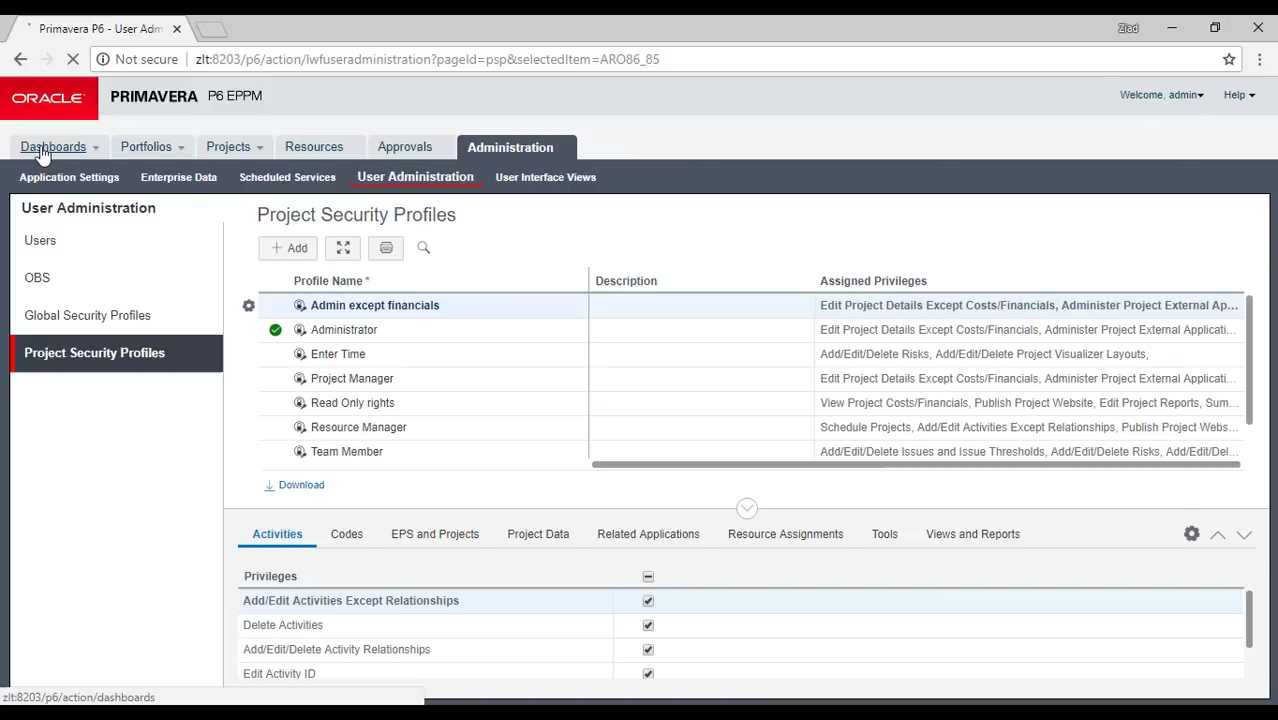 Primavera P6 - User Adm
Ziad
Not secure
zlt:8203/p6/action/lwfuseradministration?pageId=psp&selectedItem=ARO86_85
ORACLE
PRIMAVERA P6 EPPM
Welcome, admin
Help
Dashboards
Portfolios
Projects
Resources
Approvals
Administration
Application Settings
Enterprise Data
Scheduled Services
User Administration
User Interface Views
User Administration
Users
OBS
Global Security Profiles
Project Security Profiles
Project Security Profiles
Add
Profile Name * Description Assigned Privileges
Admin except financials Edit Project Details Except Costs/Financials, Administer Project External Ap...
Administrator Edit Project Details Except Costs/Financials, Administer Project External Applicati...
Enter Time Add/Edit/Delete Risks, Add/Edit/Delete Project Visualizer Layouts,
Project Manager Edit Project Details Except Costs/Financials, Administer Project External Applicati...
Read Only rights View Project Costs/Financials, Publish Project Website, Edit Project Reports, Sum...
Resource Manager Schedule Projects, Add/Edit Activities Except Relationships, Publish Project Webs...
Team Member Add/Edit/Delete Issues and Issue Thresholds, Add/Edit/Delete Risks, Add/Edit/Del...
Download
Activities
Codes
EPS and Projects
Project Data
Related Applications
Resource Assignments
Tools
Views and Reports
Privileges
Add/Edit Activities Except Relationships
Delete Activities
Add/Edit/Delete Activity Relationships
Edit Activity ID
zlt:8203/p6/action/dashboards